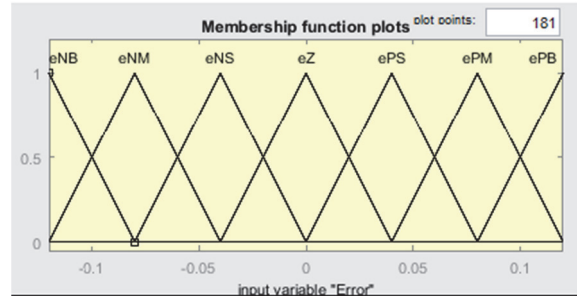 Membership function plots plot points: 181
eNB eNM eNS eZ ePS ePM ePB
1
0.5
0
-0.1 -0.05 0 0.05 0.1
input variable "Error"